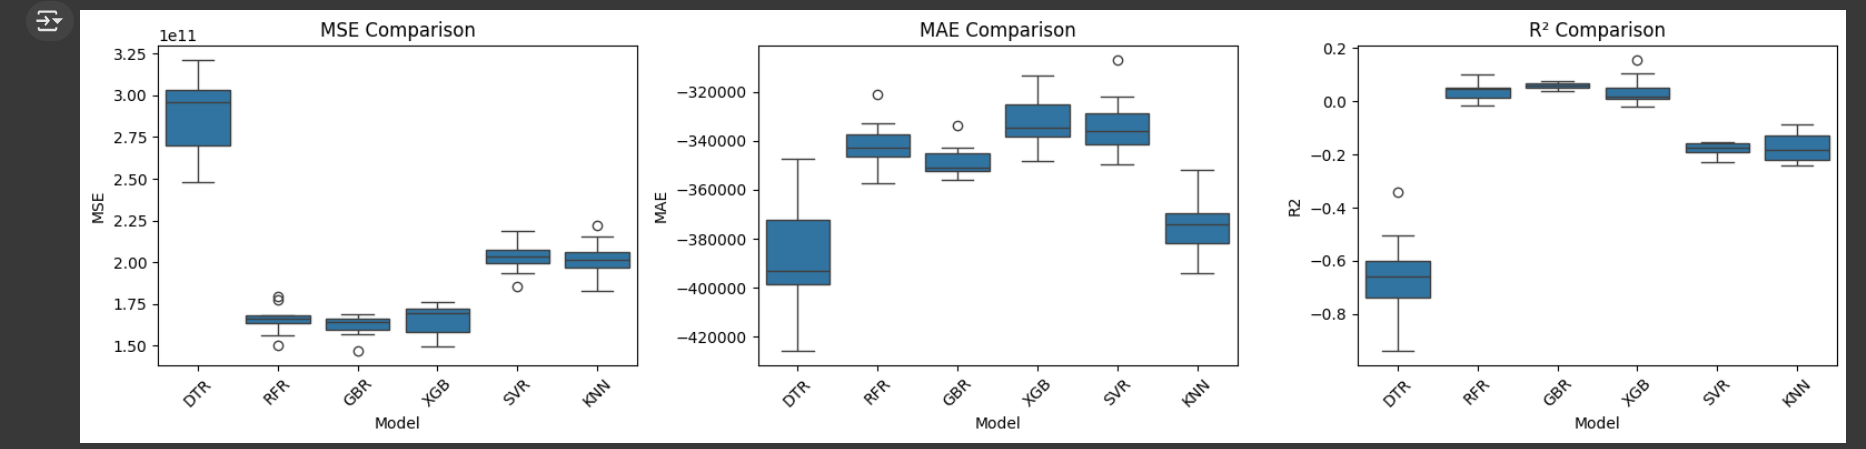 MSE Comparison
1e11
3.25
3.00
2.75
2.50
2.25
2.00
1.75
1.50
MSE
DTR
RFR
GBR
XGB
SVR
KNN
Model
MAE Comparison
−320000
−340000
−360000
−380000
−400000
−420000
MAE
DTR
RFR
GBR
XGB
SVR
KNN
Model
R² Comparison
0.2
0.0
−0.2
−0.4
−0.6
−0.8
R2
DTR
RFR
GBR
XGB
SVR
KNN
Model